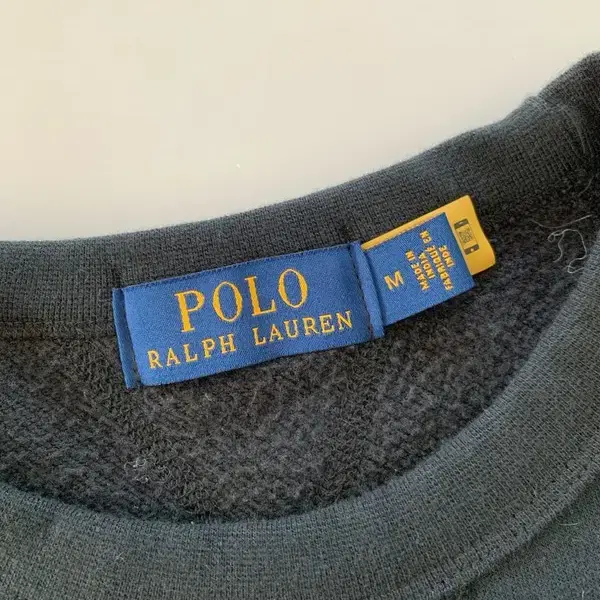 POLO
RALPH LAUREN
M
MADE IN
INDIA
FABRIQUÉ EN
INDE